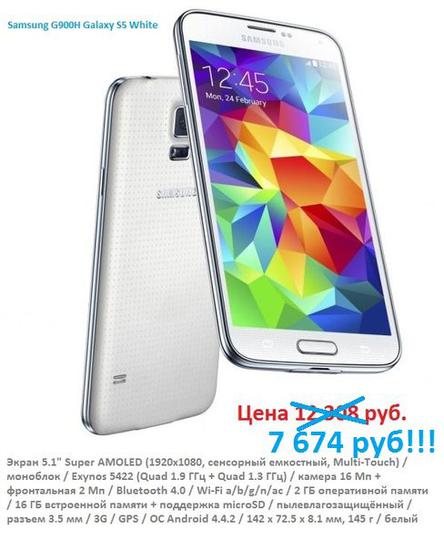 Samsung G900H Galaxy S5 White
SAMSUNG
12:45
Mon, 24 February
SAMSUNG
Цена 12 308 руб.
7 674 руб!!!
Экран 5.1" Super AMOLED (1920x1080, сенсорный емкостный, Multi-Touch) /
моноблок / Exynos 5422 (Quad 1.9 ГГц + Quad 1.3 ГГц) / камера 16 Мп +
фронтальная 2 Мп / Bluetooth 4.0 / Wi-Fi a/b/g/n/ac / 2 ГБ оперативной памяти
/ 16 ГБ встроенной памяти + поддержка microSD / пылевлагозащищённый /
разъем 3.5 мм / 3G / GPS / ОС Android 4.4.2 / 142 x 72.5 x 8.1 мм, 145 г / белый